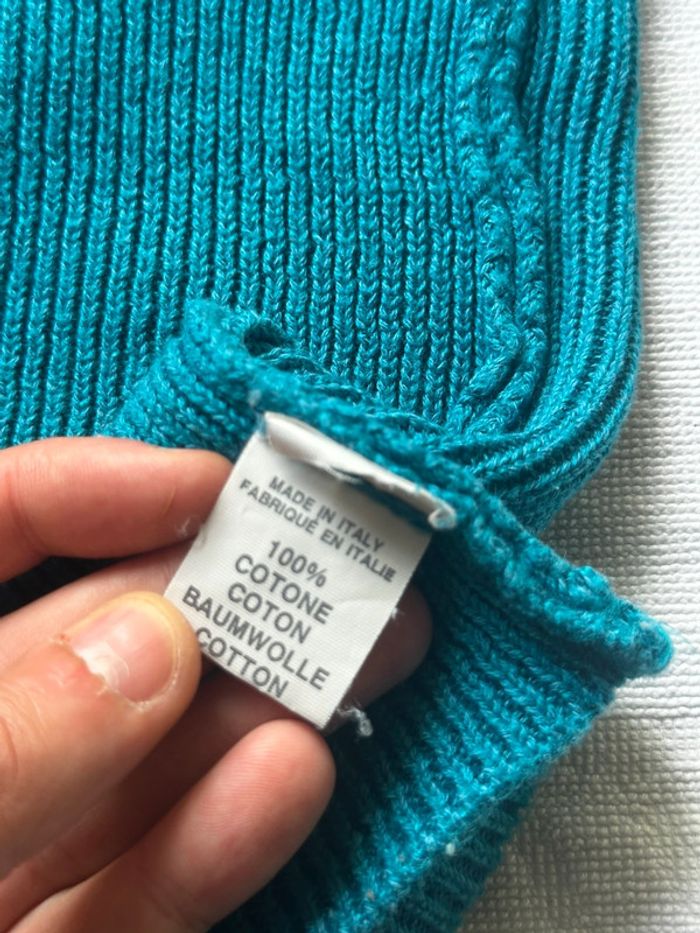 MADE IN ITALY
FABRIQUÉ EN ITALIE
100%
COTONE
COTON
BAUMWOLLE
COTTON